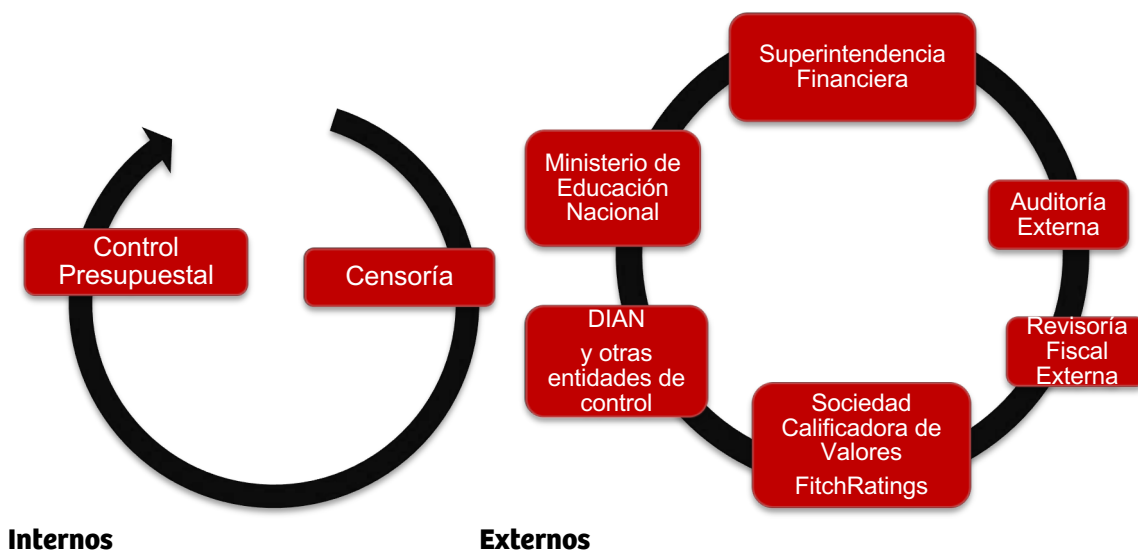 Control
Presupuestal
Censoría
Internos
Superintendencia
Financiera
Auditoría
Externa
Revisoría
Fiscal
Externa
Sociedad
Calificadora de
Valores
FitchRatings
DIAN
y otras
entidades de
control
Ministerio de
Educación
Nacional
Externos